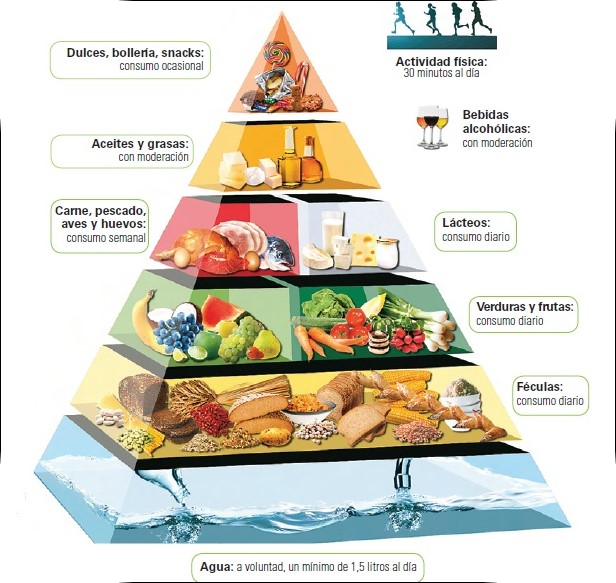 Dulces, bollería, snacks:
consumo ocasional
Actividad física:
30 minutos al día
Bebidas
alcohólicas:
con moderación
Aceites y grasas:
con moderación
Carne, pescado,
aves y huevos:
consumo semanal
Lácteos:
consumo diario
Verduras y frutas:
consumo diario
Féculas:
consumo diario
Agua: a voluntad, un mínimo de 1,5 litros al día